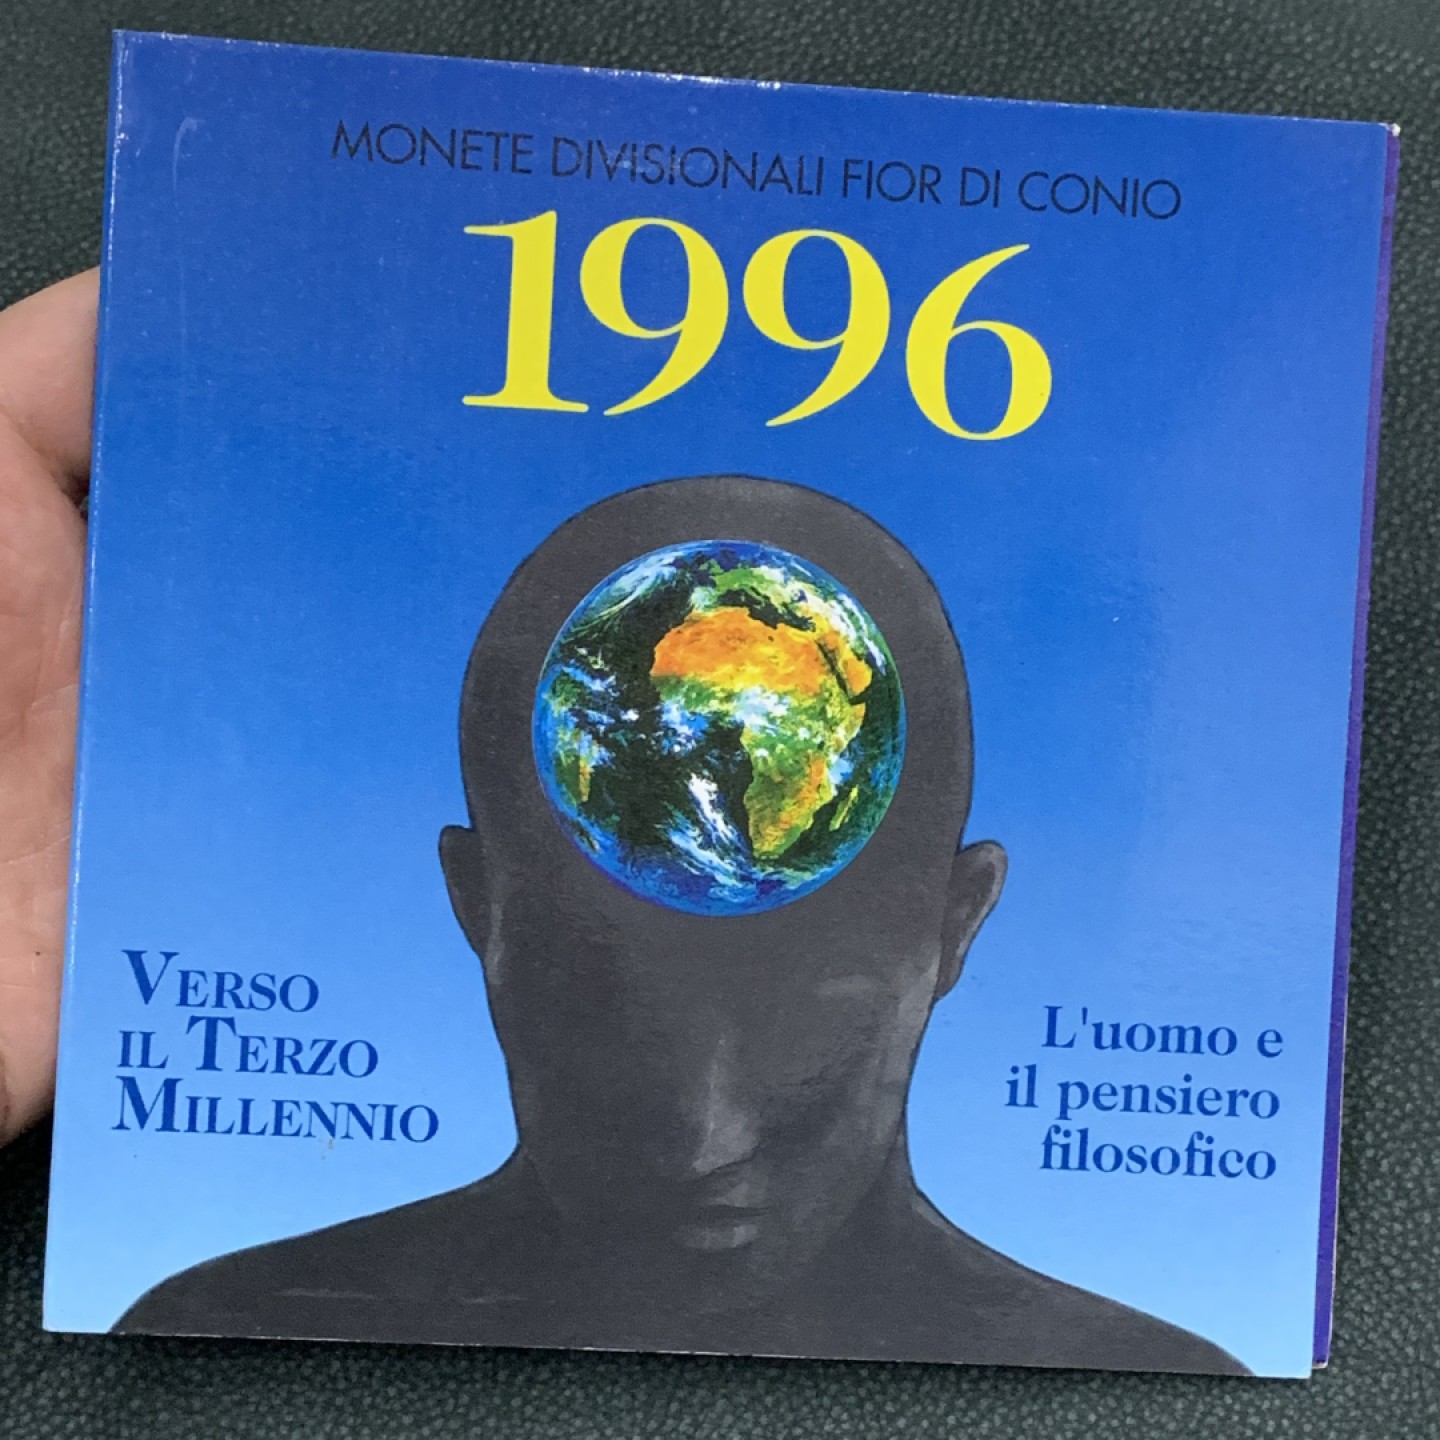 MONETE DIVISIONALI FIOR DI CONIO
1996
VERSO
IL TERZO
MILLENNIO
L'uomo e
il pensiero
filosofico